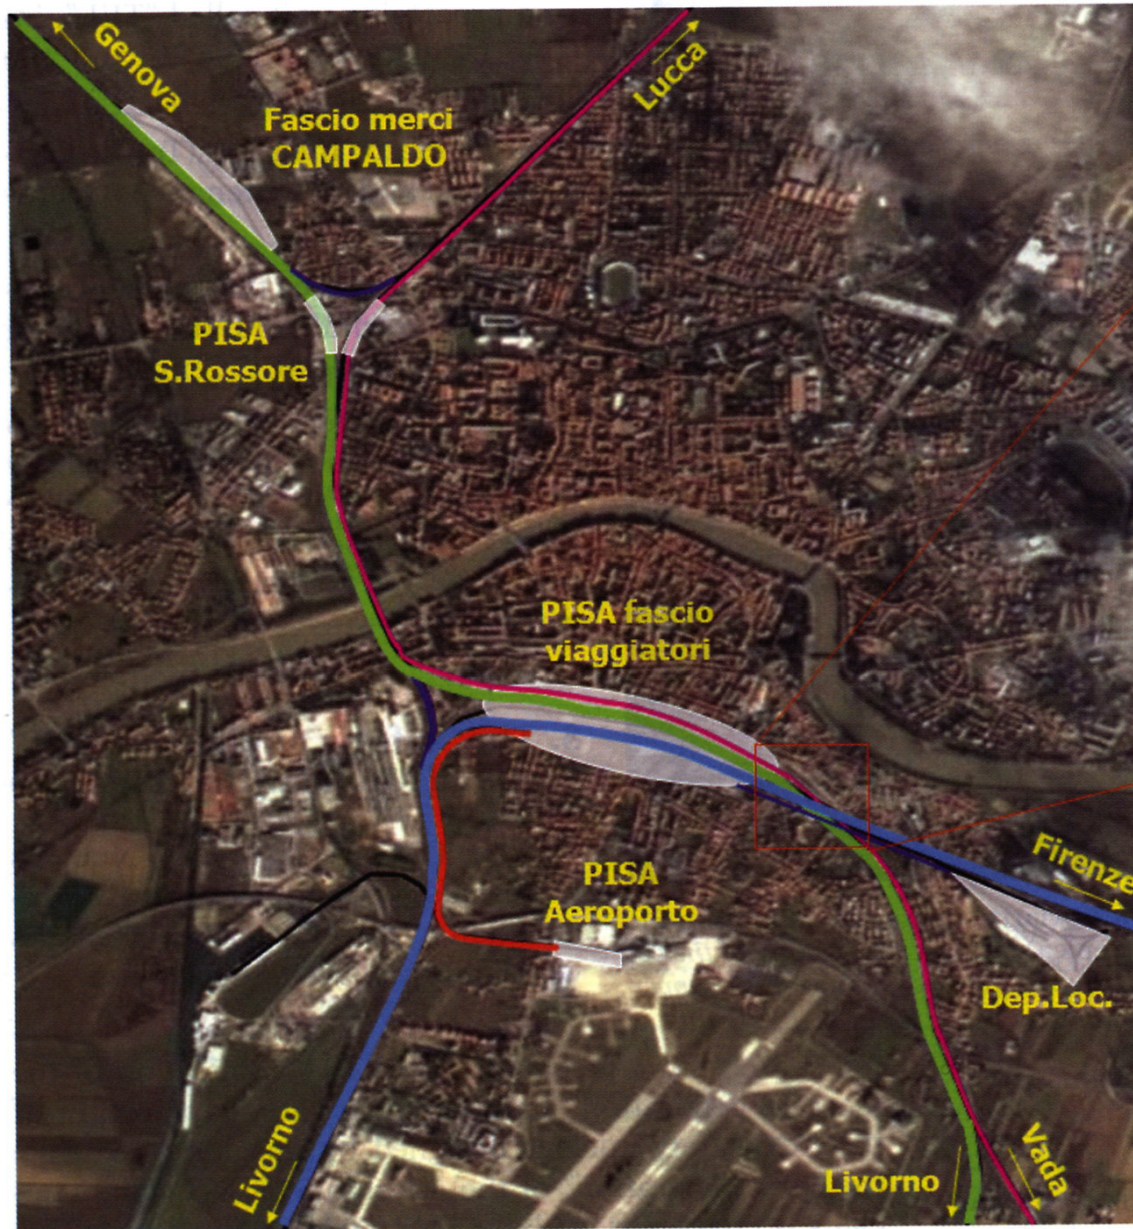 Genova
Lucca
Fascio merci
CAMPALDO
PISA
S.Rossore
PISA fascio
viaggiatori
PISA
Aeroporto
Firenze
Dep.Loc.
Livorno
Livorno
Vada